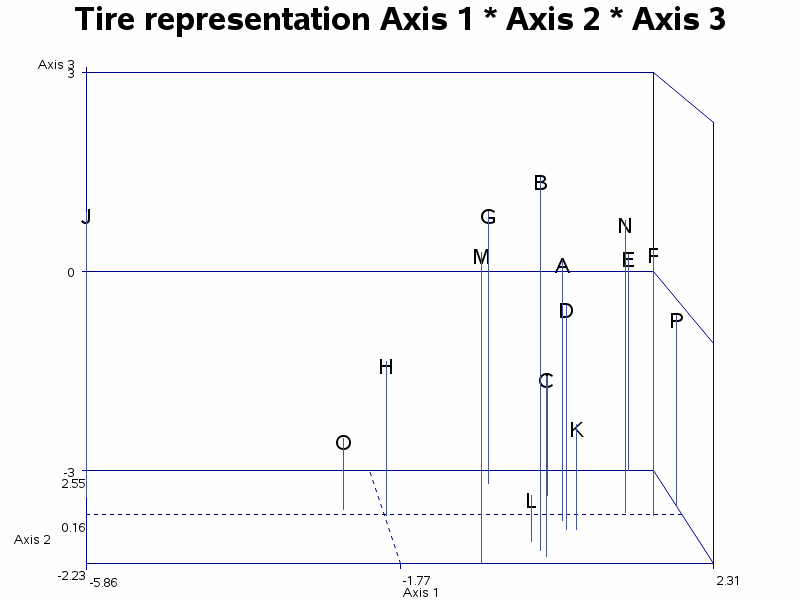 Tire representation Axis 1 * Axis 2 * Axis 3
Axis 3
3
B
J
G
N
M
E
F
A
0
D
P
H
C
K
O
-3
2.55
L
0.16
Axis 2
-2.23
-5.86
-1.77
2.31
Axis 1